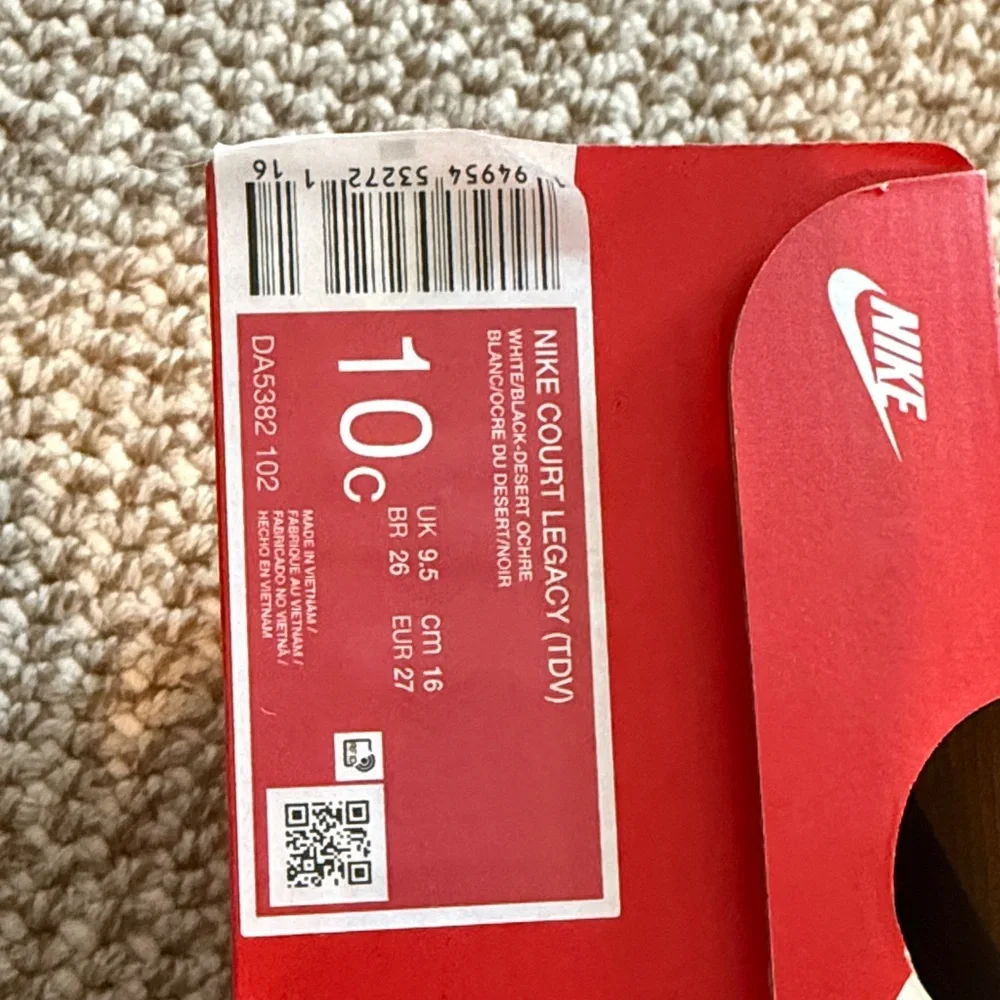 NIKE COURT LEGACY (TDV)
WHITE/BLACK-DESERT OCHRE
BLANC/OCRE DU DESERT/NOIR
10C
UK 9.5 cm 16
BR 26 EUR 27
MADE IN VIETNAM /
FABRIQUE AU VIETNAM /
FABRICADO NO VIETNÃ /
HECHO EN VIETNAM
DA5382 102
94954 53272 1 16
NIKE